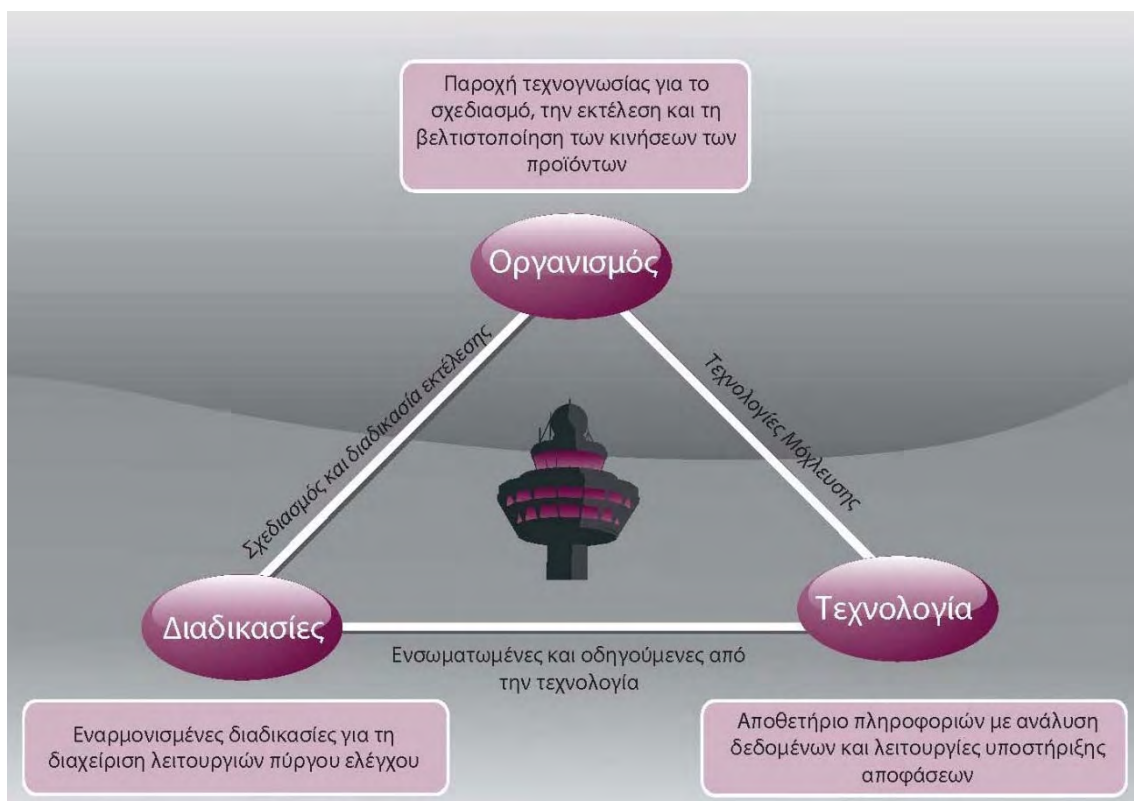 Παροχή τεχνογνωσίας για το
σχεδιασμό, την εκτέλεση και τη
βελτιστοποίηση των κινήσεων των
προϊόντων
Οργανισμός
Σχεδιασμός και διαδικασία εκτέλεσης
Τεχνολογίες Μόχλευσης
Διαδικασίες
Τεχνολογία
Ενσωματωμένες και οδηγούμενες από
την τεχνολογία
Εναρμονισμένες διαδικασίες για τη
διαχείριση λειτουργιών πύργου ελέγχου
Αποθετήριο πληροφοριών με ανάλυση
δεδομένων και λειτουργίες υποστήριξης
αποφάσεων